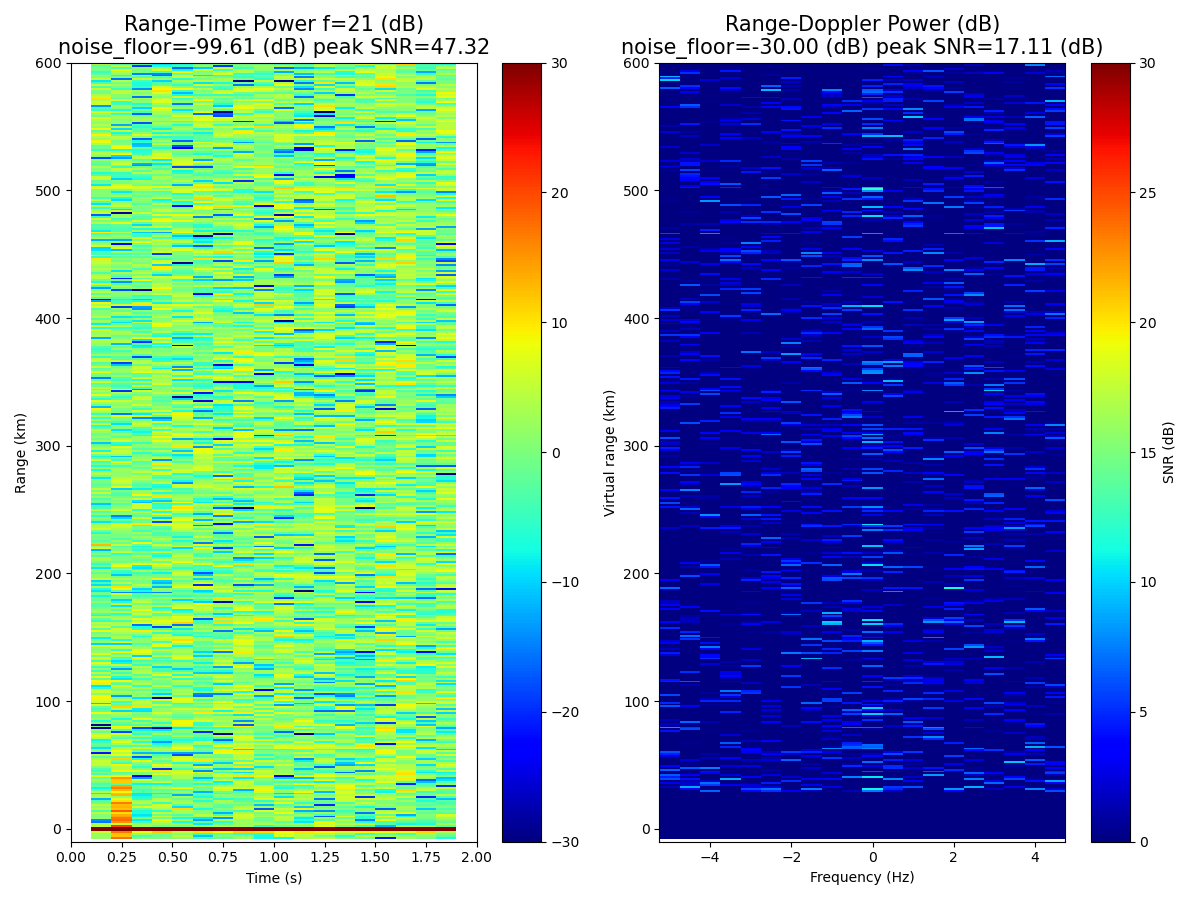 Range-Time Power f=21 (dB)
noise_floor=-99.61 (dB) peak SNR=47.32
600
500
400
300
200
100
0
Range (km)
0.00 0.25 0.50 0.75 1.00 1.25 1.50 1.75 2.00
Time (s)
30
20
10
0
−10
−20
−30
Range-Doppler Power (dB)
noise_floor=-30.00 (dB) peak SNR=17.11 (dB)
600
500
400
300
200
100
0
Virtual range (km)
−4 −2 0 2 4
Frequency (Hz)
30
25
20
15
10
5
0
SNR (dB)